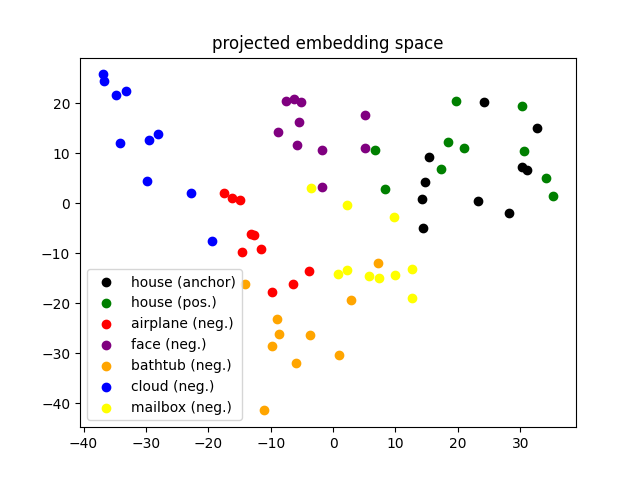 projected embedding space
20
10
0
−10
−20
−30
−40
house (anchor)
house (pos.)
airplane (neg.)
face (neg.)
bathtub (neg.)
cloud (neg.)
mailbox (neg.)
−40 −30 −20 −10 0 10 20 30